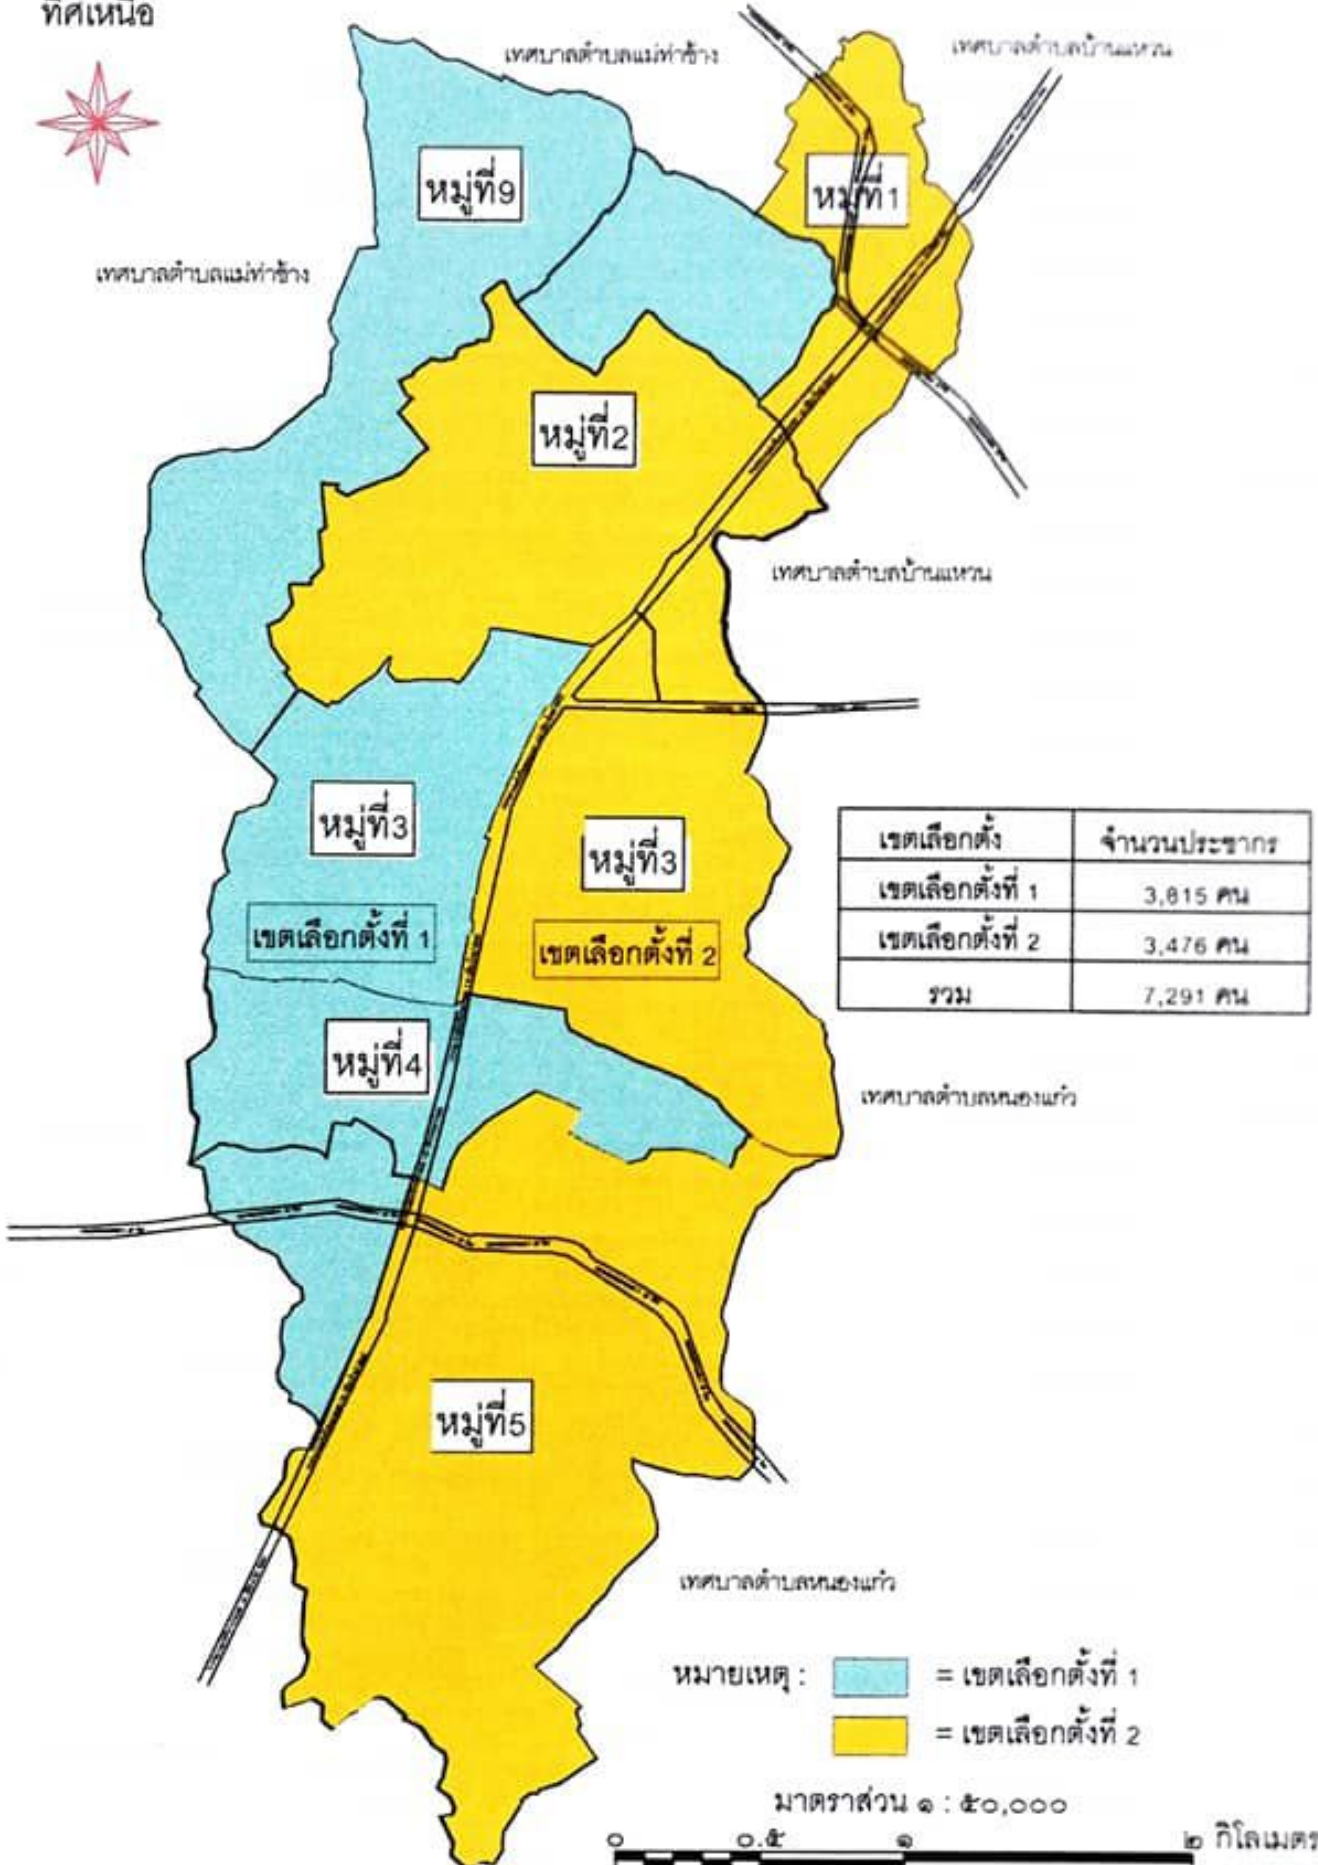 ทิศเหนือ
เทศบาลตำบลแม่ท่าช้าง
เทศบาลตำบลบ้านแหวน
หมู่ที่9
หมู่ที่1
เทศบาลตำบลแม่ท่าช้าง
หมู่ที่2
เทศบาลตำบลบ้านแหวน
หมู่ที่3
หมู่ที่3
เขตเลือกตั้งที่ 1
เขตเลือกตั้งที่ 2
เขตเลือกตั้ง จำนวนประชากร
เขตเลือกตั้งที่ 1 3,815 คน
เขตเลือกตั้งที่ 2 3,476 คน
รวม 7,291 คน
หมู่ที่4
เทศบาลตำบลหนองแก๋ว
หมู่ที่5
เทศบาลตำบลหนองแก๋ว
หมายเหตุ : = เขตเลือกตั้งที่ 1
= เขตเลือกตั้งที่ 2
มาตราส่วน ๑ : ๕๐,๐๐๐
๐ ๐.๕ ๑ ๒ กิโลเมตร